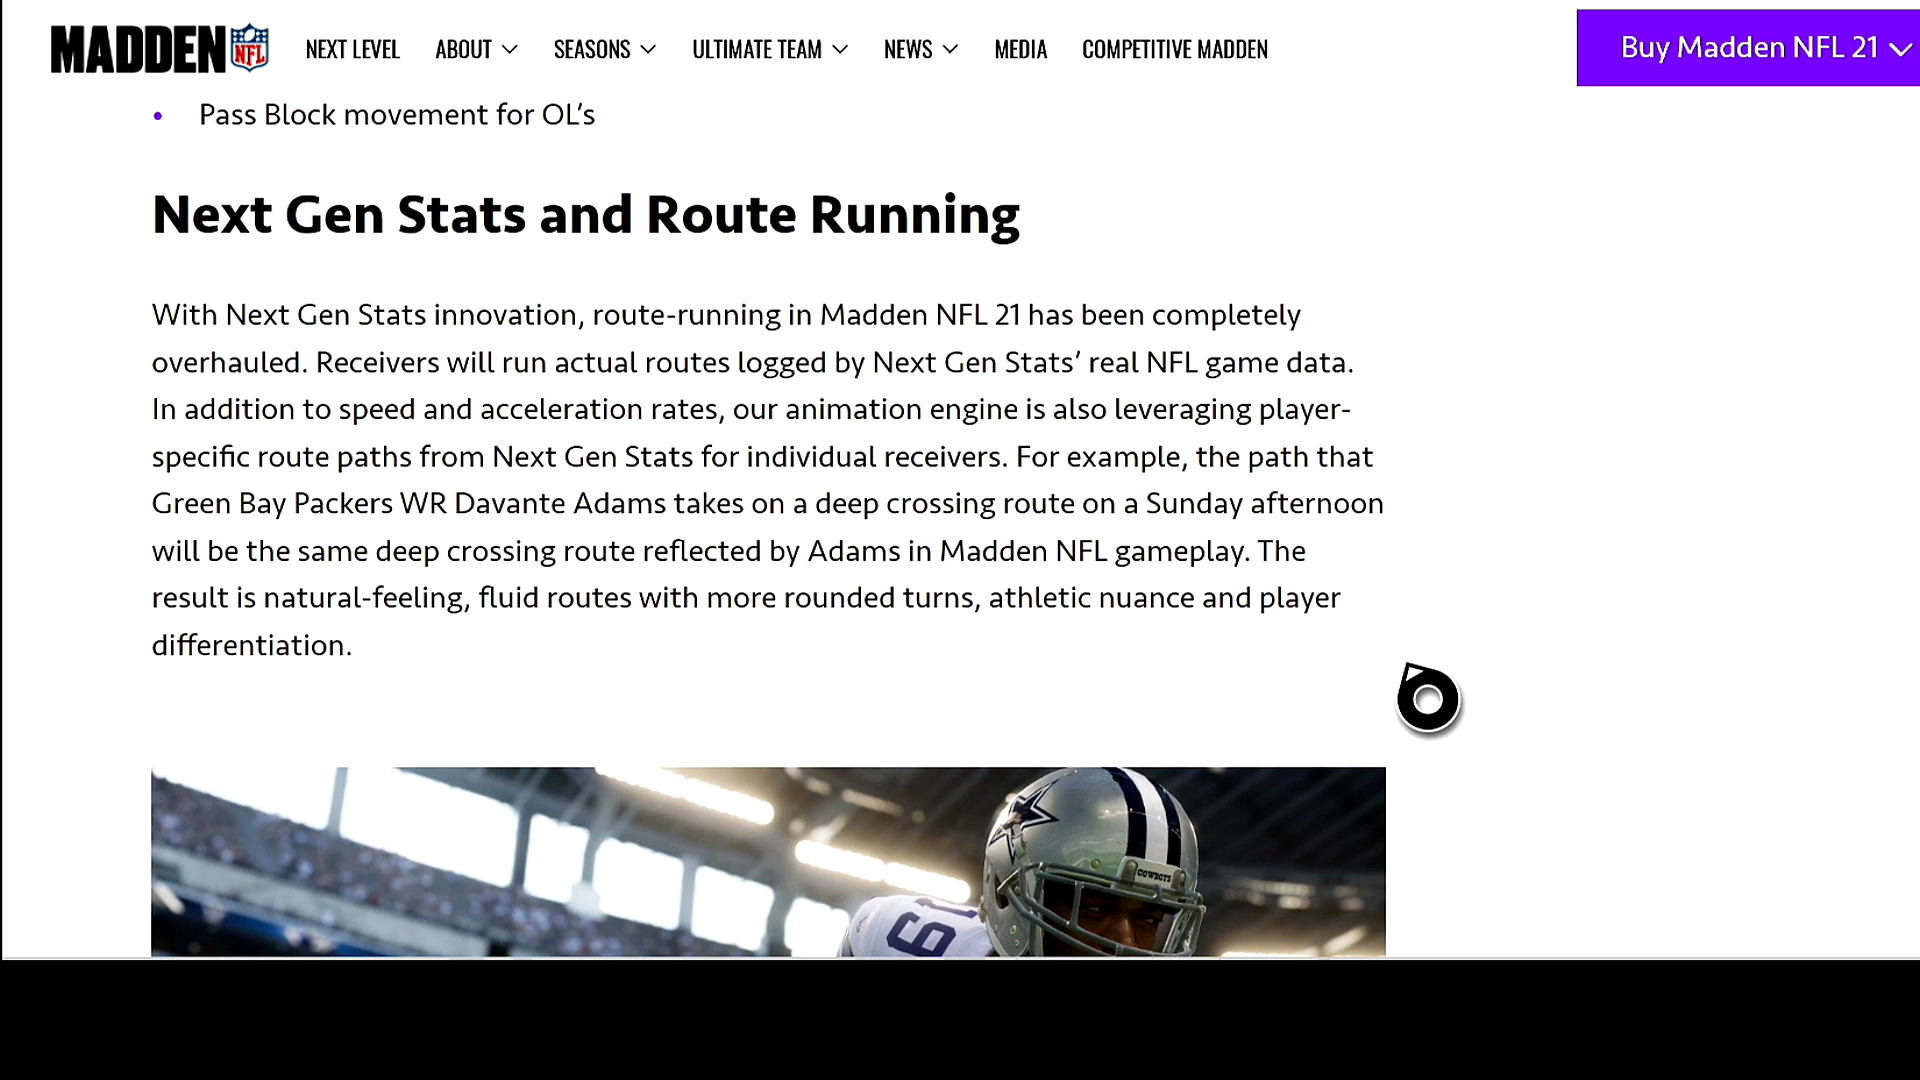 MADDEN NFL NEXT LEVEL ABOUT SEASONS ULTIMATE TEAM NEWS MEDIA COMPETITIVE MADDEN Buy Madden NFL 21
• Pass Block movement for OL’s
Next Gen Stats and Route Running
With Next Gen Stats innovation, route-running in Madden NFL 21 has been completely
overhauled. Receivers will run actual routes logged by Next Gen Stats’ real NFL game data.
In addition to speed and acceleration rates, our animation engine is also leveraging player-
specific route paths from Next Gen Stats for individual receivers. For example, the path that
Green Bay Packers WR Davante Adams takes on a deep crossing route on a Sunday afternoon
will be the same deep crossing route reflected by Adams in Madden NFL gameplay. The
result is natural-feeling, fluid routes with more rounded turns, athletic nuance and player
differentiation.
COWBOYS
19